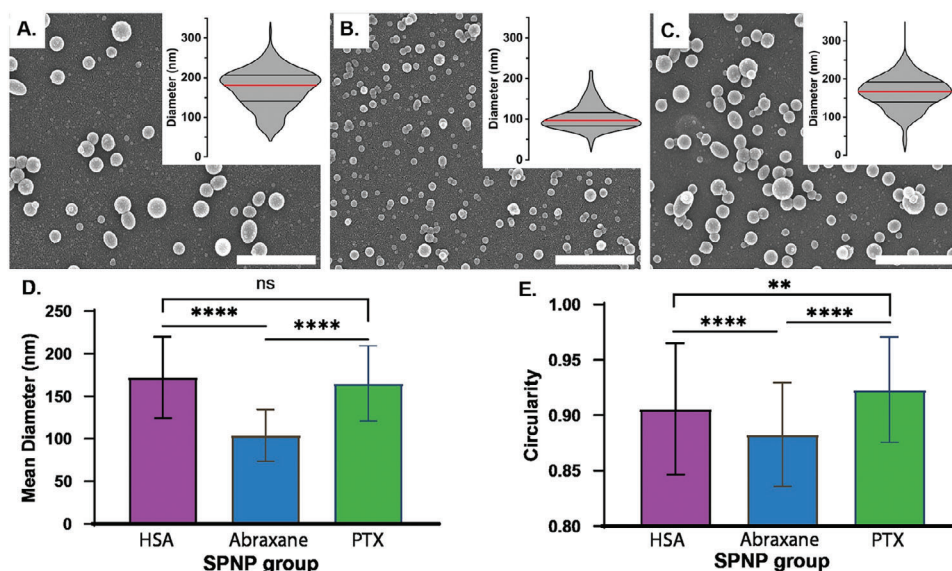 A.
Diameter (nm)
300
200
100
0
B.
Diameter (nm)
300
200
100
0
C.
Diameter (nm)
300
200
100
0
D.
Mean Diameter (nm)
250
200
150
100
50
0
ns
**** ****
HSA Abraxane PTX
SPNP group
E.
Circularity
1.00
0.95
0.90
0.85
0.80
**
**** ****
HSA Abraxane PTX
SPNP group